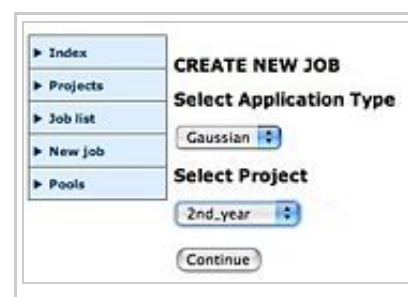 Index
Projects
Job list
New job
Pools
CREATE NEW JOB
Select Application Type
Gaussian
Select Project
2nd_year
Continue